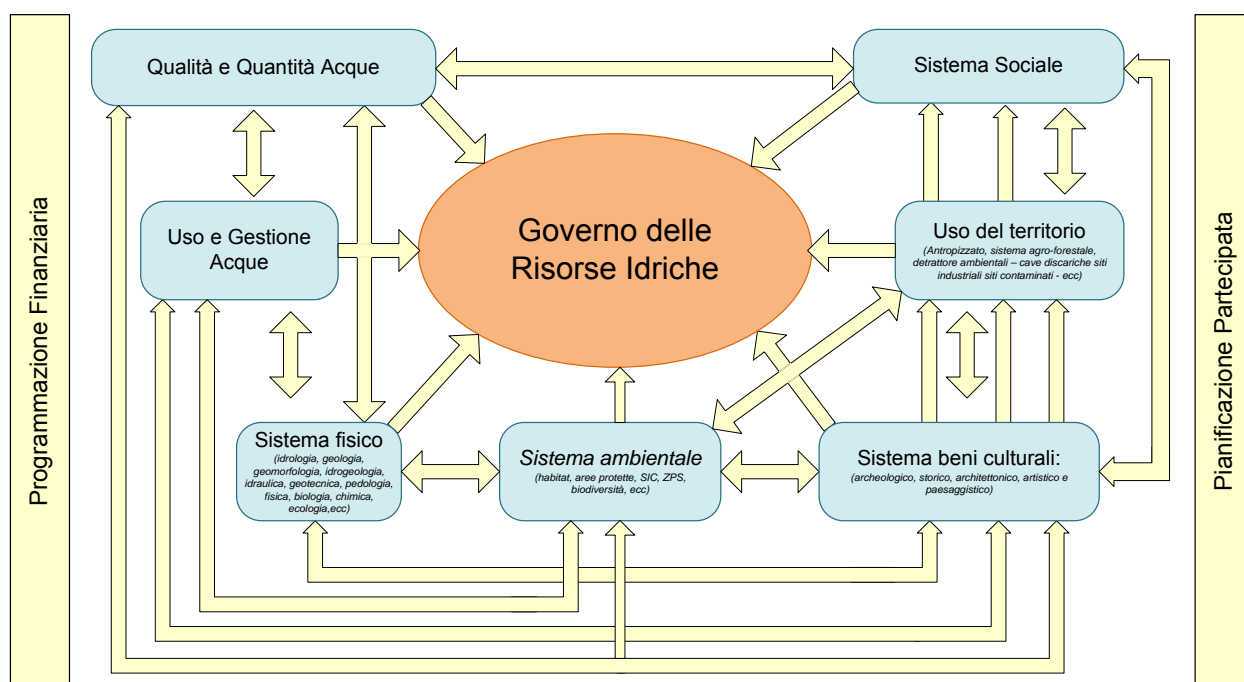 Programmazione Finanziaria
Qualità e Quantità Acque
Sistema Sociale
Governo delle
Risorse Idriche
Uso e Gestione
Acque
Uso del territorio
(Antropizzato, sistema agro-forestale,
detrattore ambientali – cave discariche siti
industriali siti contaminati - ecc)
Sistema fisico
(idrologia, geologia,
geomorfologia, idrogeologia,
idraulica, geotecnica, pedologia,
fisica, biologia, chimica,
ecologia,ecc)
Sistema ambientale
(habitat, aree protette, SIC, ZPS,
biodiversità, ecc)
Sistema beni culturali:
(archeologico, storico, architettonico, artistico e
paesaggistico)
Pianificazione Partecipata